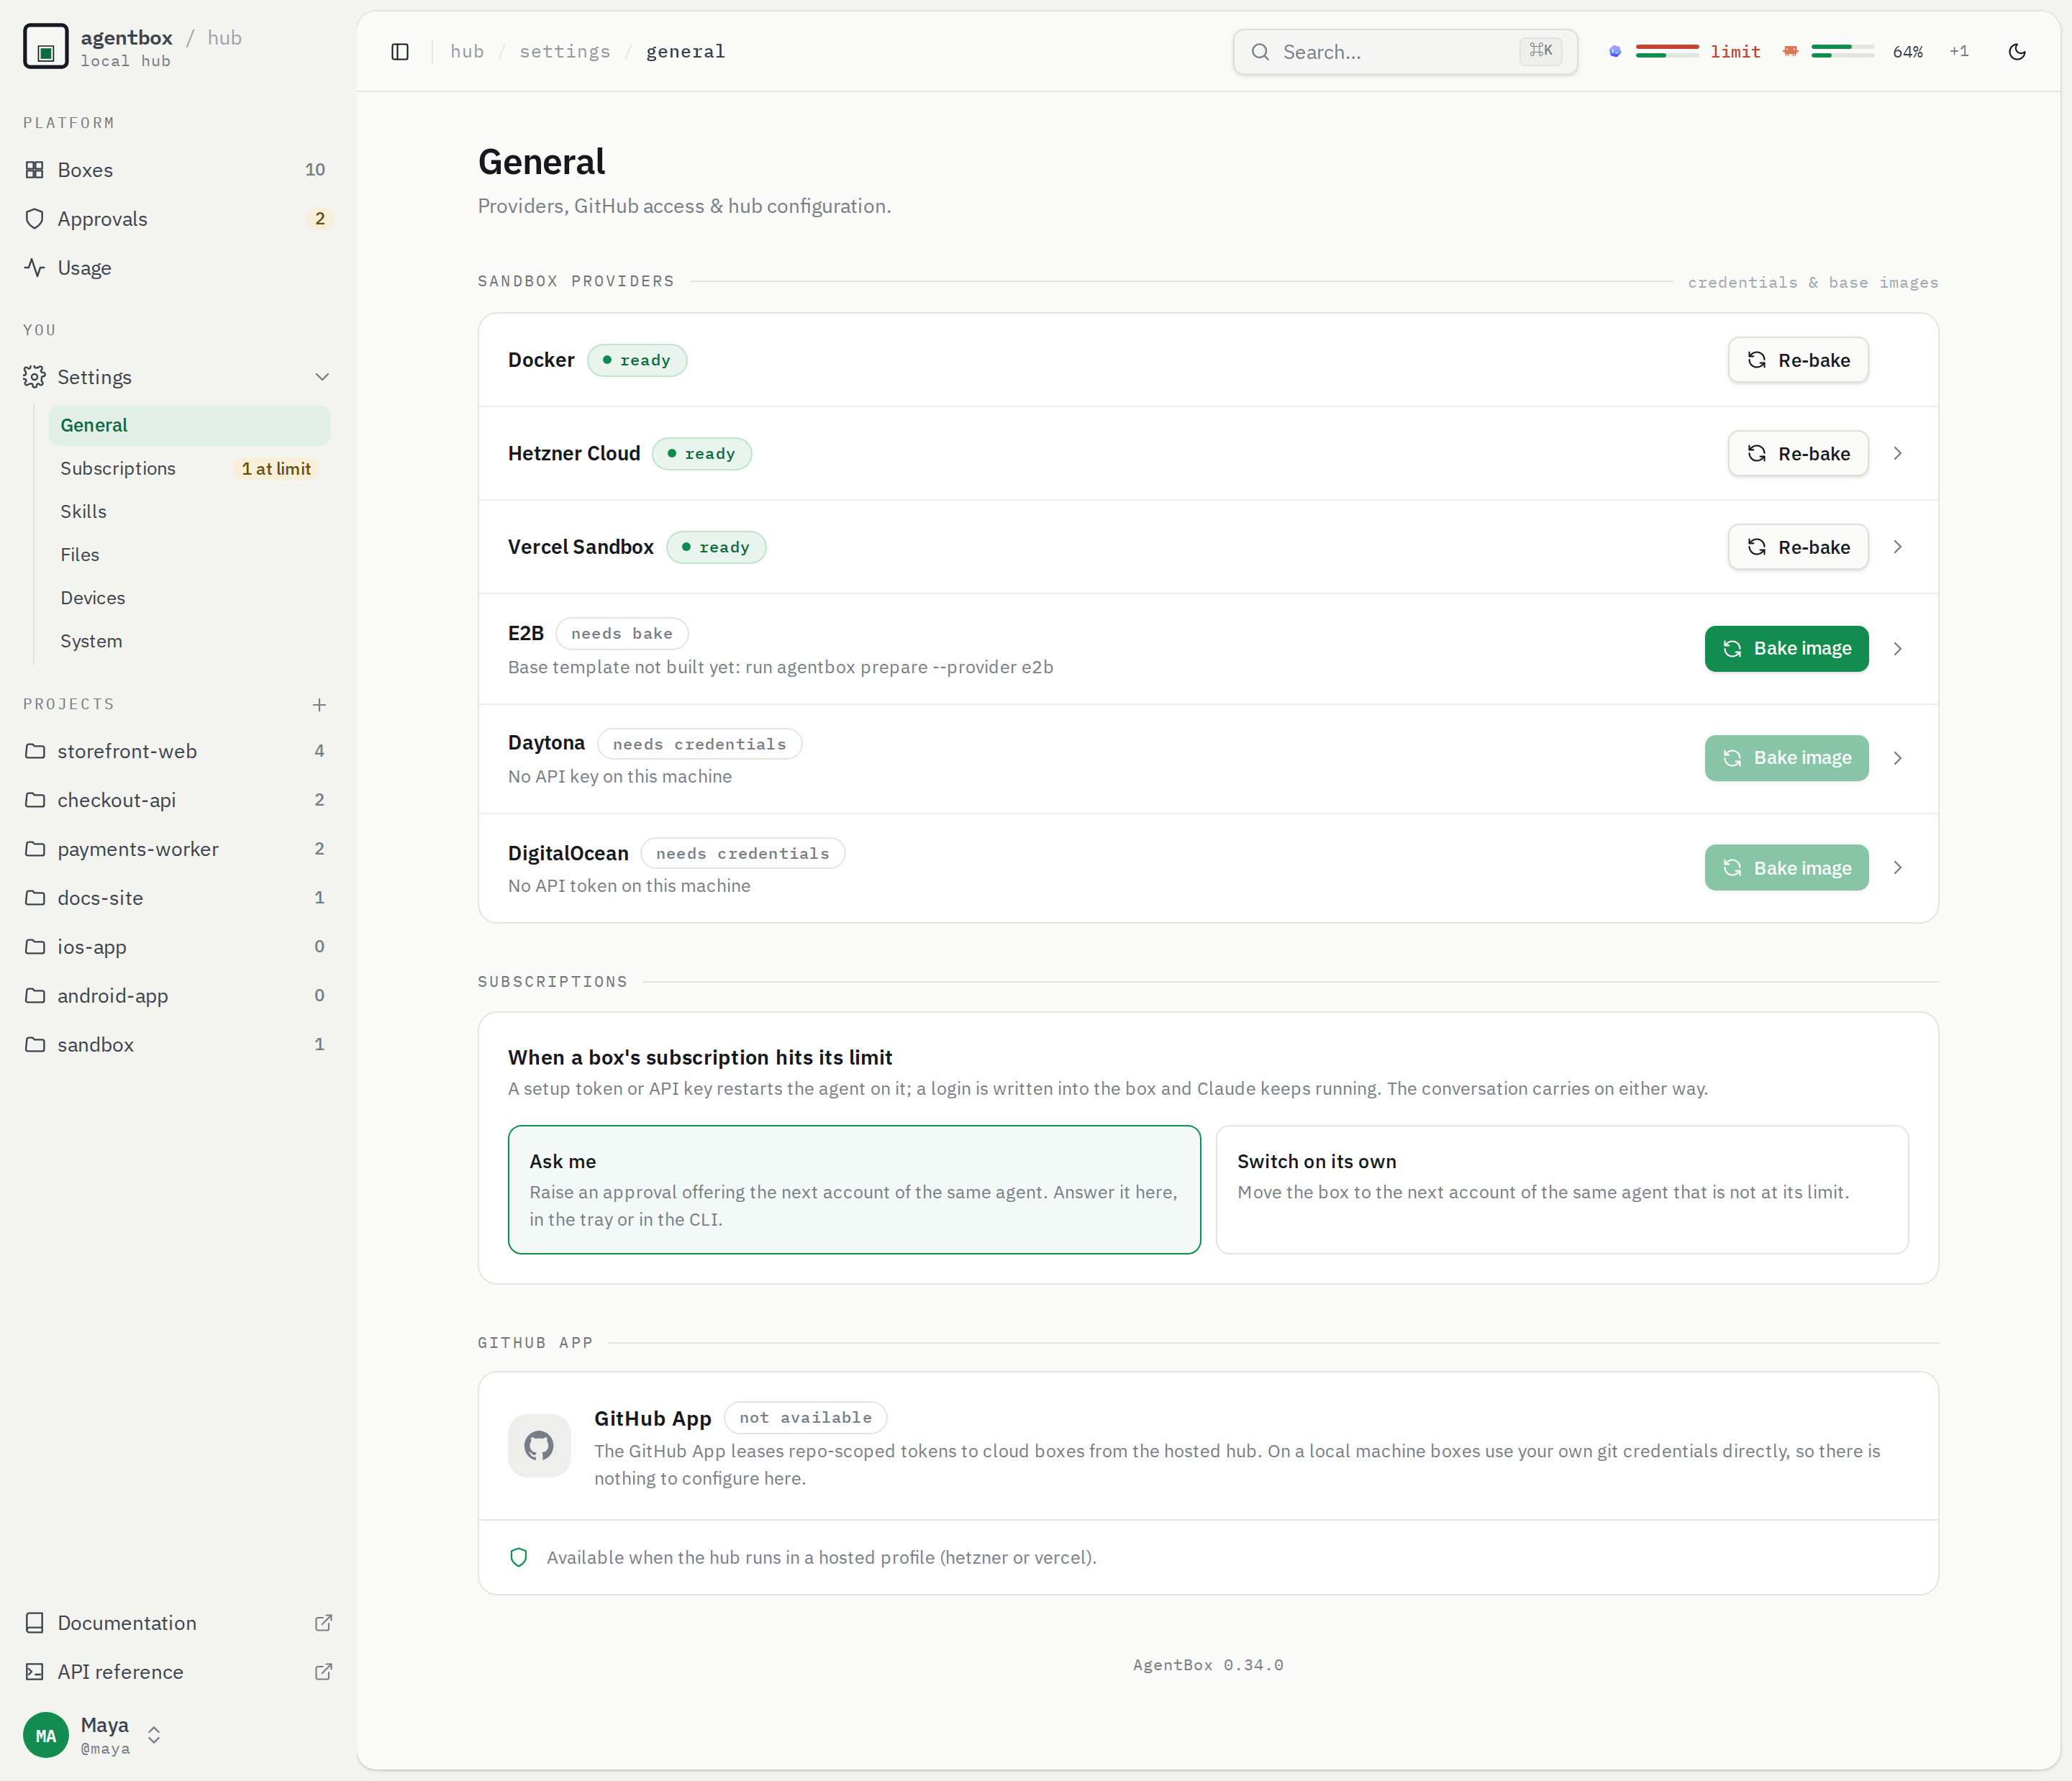 agentbox / hub
local hub
PLATFORM
Boxes 10
Approvals 2
Usage
YOU
Settings
General
Subscriptions 1 at limit
Skills
Files
Devices
System
PROJECTS
storefront-web 4
checkout-api 2
payments-worker 2
docs-site 1
ios-app 0
android-app 0
sandbox 1
Documentation
API reference
MA
Maya
@maya
hub / settings / general
Search... ⌘K
limit
64%
+1
General
Providers, GitHub access & hub configuration.
SANDBOX PROVIDERS
credentials & base images
Docker ready Re-bake
Hetzner Cloud ready Re-bake
Vercel Sandbox ready Re-bake
E2B needs bake
Base template not built yet: run agentbox prepare --provider e2b
Bake image
Daytona needs credentials
No API key on this machine
Bake image
DigitalOcean needs credentials
No API token on this machine
Bake image
SUBSCRIPTIONS
When a box's subscription hits its limit
A setup token or API key restarts the agent on it; a login is written into the box and Claude keeps running. The conversation carries on either way.
Ask me
Raise an approval offering the next account of the same agent. Answer it here,
in the tray or in the CLI.
Switch on its own
Move the box to the next account of the same agent that is not at its limit.
GITHUB APP
GitHub App not available
The GitHub App leases repo-scoped tokens to cloud boxes from the hosted hub. On a local machine boxes use your own git credentials directly, so there is
nothing to configure here.
Available when the hub runs in a hosted profile (hetzner or vercel).
AgentBox 0.34.0